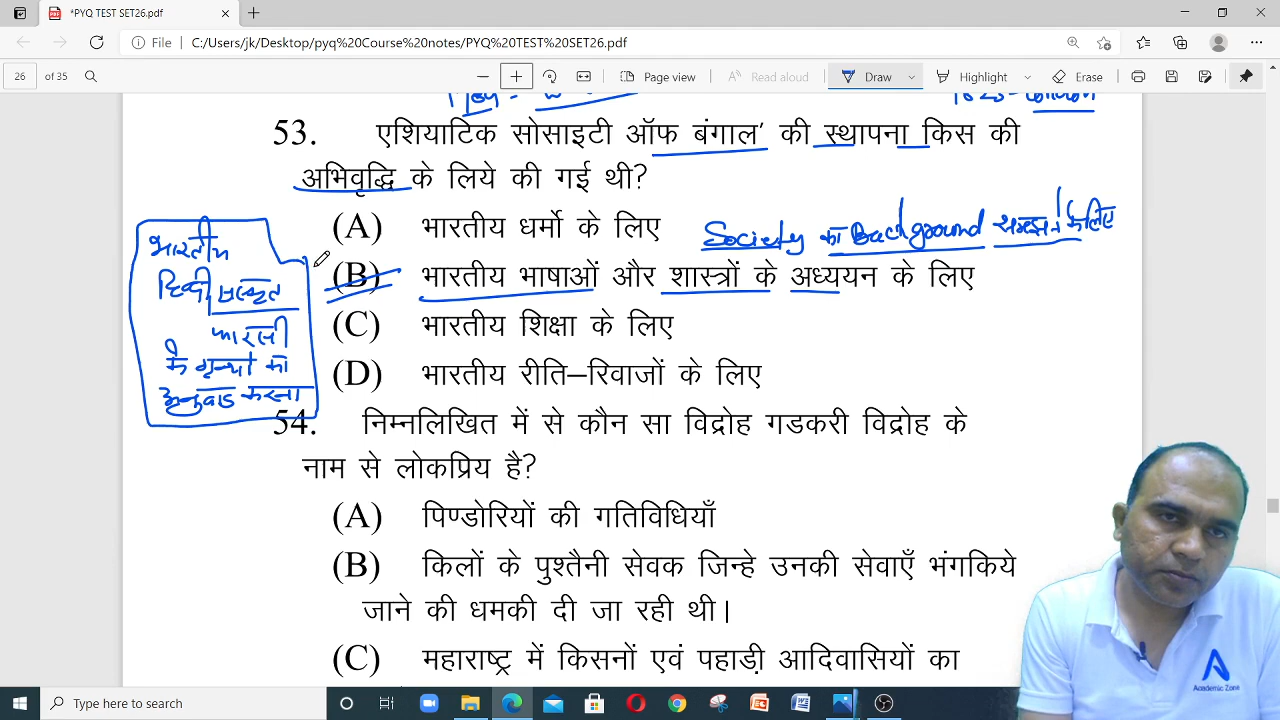 *PYQ TEST SET26.pdf
File
C:/Users/jk/Desktop/pyq%20Course%20notes/PYQ%20TEST%20SET26.pdf
26 of 35
Page view
Read aloud
Draw
Highlight
Erase
53. एशियाटिक सोसाइटी ऑफ बंगाल' की स्थापना किस की
अभिवृद्धि के लिये की गई थी?
(A) भारतीय धर्मो के लिए
Society का Background समझने के लिए
(B) भारतीय भाषाओं और शास्त्रों के अध्ययन के लिए
(C) भारतीय शिक्षा के लिए
(D) भारतीय रीति–रिवाजों के लिए
भारतीय
हिन्दी संस्कृत
फारसी
के ग्रन्थों का
अनुवाद करना
54. निम्नलिखित में से कौन सा विद्रोह गडकरी विद्रोह के
नाम से लोकप्रिय है?
(A) पिण्डोरियों की गतिविधियाँ
(B) किलों के पुश्तैनी सेवक जिन्हे उनकी सेवाएँ भंगकिये
जाने की धमकी दी जा रही थी।
(C) महाराष्ट्र में किसनों एवं पहाडी़ आदिवासियों का
Academic Zone
Type here to search